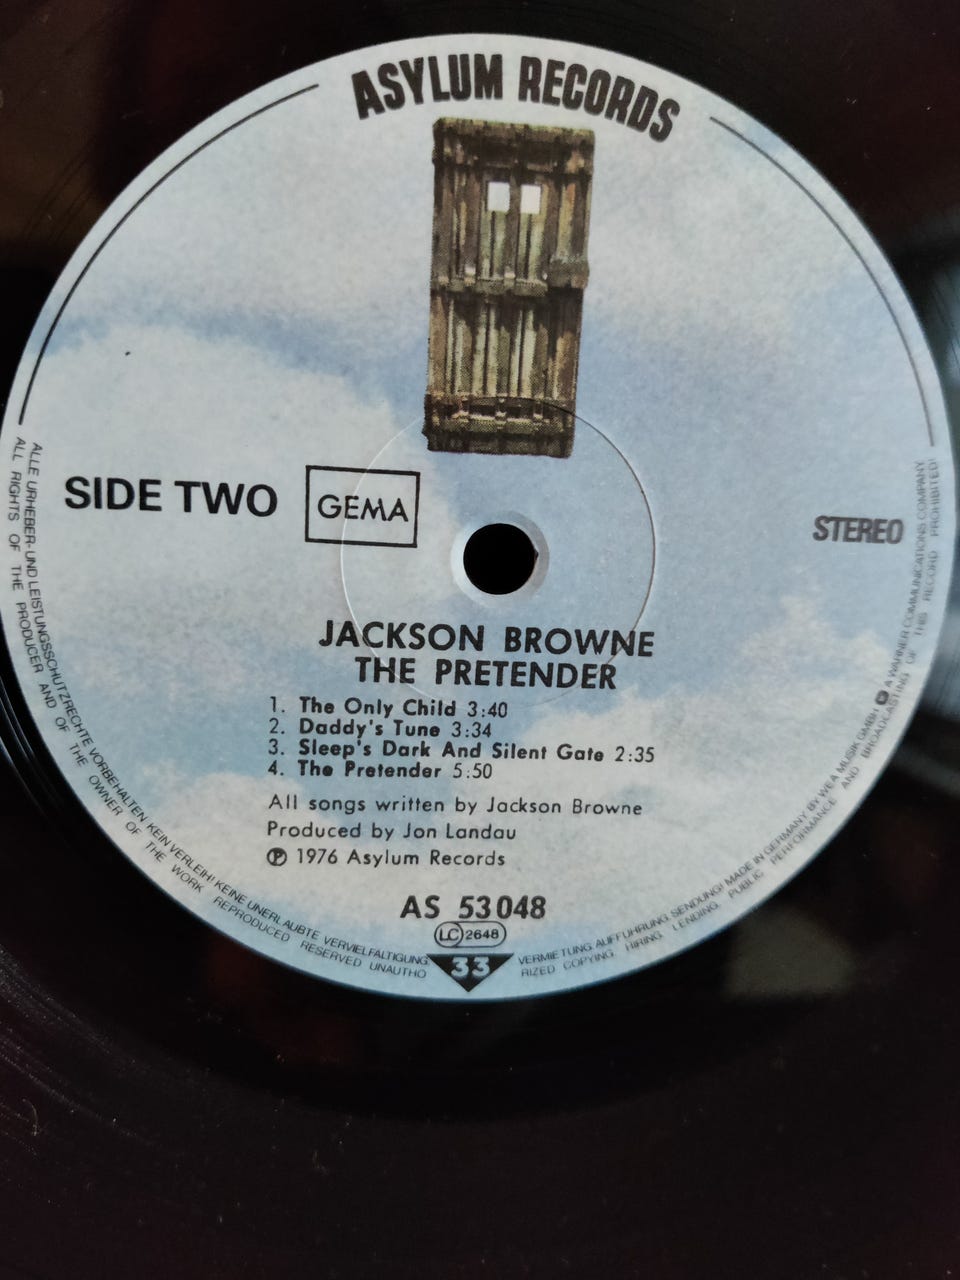 ASYLUM RECORDS
SIDE TWO
GEMA
STEREO
JACKSON BROWNE
THE PRETENDER
1. The Only Child 3:40
2. Daddy's Tune 3:34
3. Sleep's Dark And Silent Gate 2:35
4. The Pretender 5:50
All songs written by Jackson Browne
Produced by Jon Landau
℗ 1976 Asylum Records
AS 53048
LC 2648
33
ALLE URHEBER- UND LEISTUNGSSCHUTZRECHTE VORBEHALTEN KEIN VERLEIH! KEINE UNERLAUBTE VERVIELFÄLTIGUNG, VERMIETUNG, AUFFÜHRUNG, SENDUNG! MADE IN GERMANY BY WEA MUSIK GMBH A WARNER COMMUNICATIONS COMPANY
ALL RIGHTS OF THE PRODUCER AND OF THE OWNER OF THE WORK REPRODUCED RESERVED UNAUTHORIZED COPYING, HIRING, LENDING, PUBLIC PERFORMANCE AND BROADCASTING OF THIS RECORD PROHIBITED!